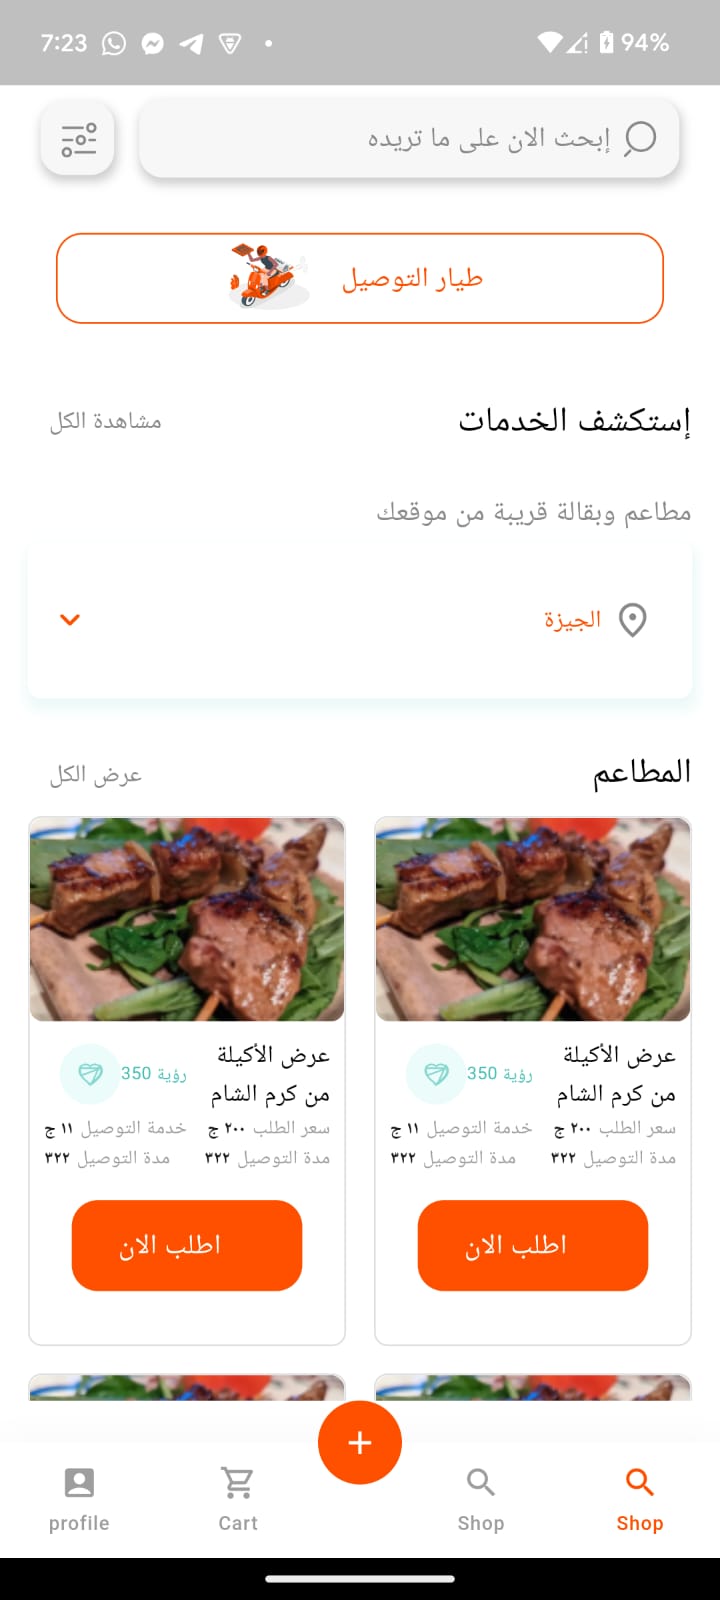 7:23
94%
إبحث الان على ما تريده
طيار التوصيل
إستكشف الخدمات
مشاهدة الكل
مطاعم وبقالة قريبة من موقعك
الجيزة
المطاعم
عرض الكل
عرض الأكيلة
من كرم الشام
350 رؤية
سعر الطلب ٢٠٠ ج
خدمة التوصيل ١١ ج
مدة التوصيل ٣٢٢
مدة التوصيل ٣٢٢
اطلب الان
عرض الأكيلة
من كرم الشام
350 رؤية
سعر الطلب ٢٠٠ ج
خدمة التوصيل ١١ ج
مدة التوصيل ٣٢٢
مدة التوصيل ٣٢٢
اطلب الان
profile
Cart
Shop
Shop